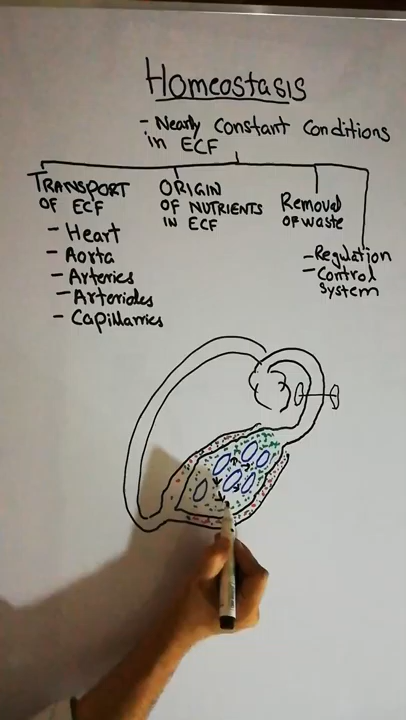 Homeostasis
- Nearly Constant Conditions
in ECF
TRANSPORT
OF ECF
- Heart
- Aorta
- Arteries
- Arterioles
- Capillarries
ORIGIN
OF NUTRIENTS
IN ECF
Removal
OF waste
- Regulation
- Control
System